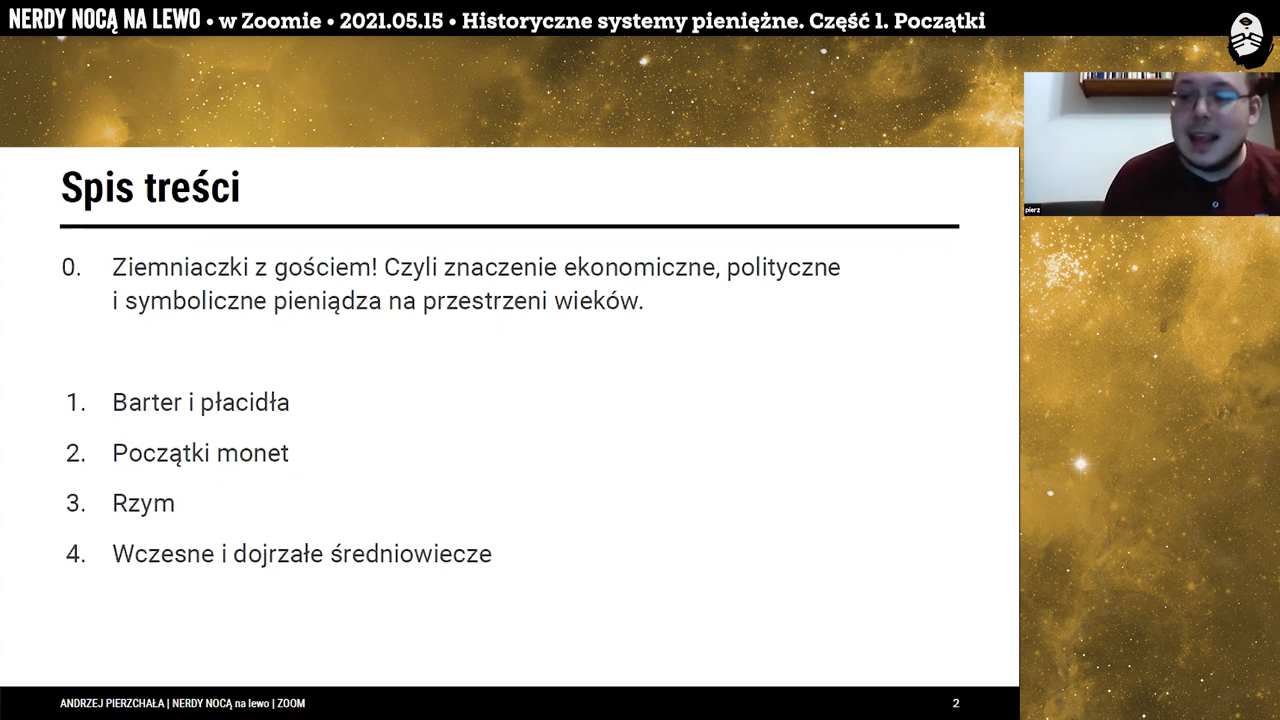 NERDY NOCĄ NA LEWO • w Zoomie • 2021.05.15 • Historyczne systemy pieniężne. Część 1. Początki
pierz
Spis treści
0. Ziemniaczki z gościem! Czyli znaczenie ekonomiczne, polityczne
i symboliczne pieniądza na przestrzeni wieków.
1. Barter i płacidła
2. Początki monet
3. Rzym
4. Wczesne i dojrzałe średniowiecze
ANDRZEJ PIERZCHAŁA | NERDY NOCĄ na lewo | ZOOM 2